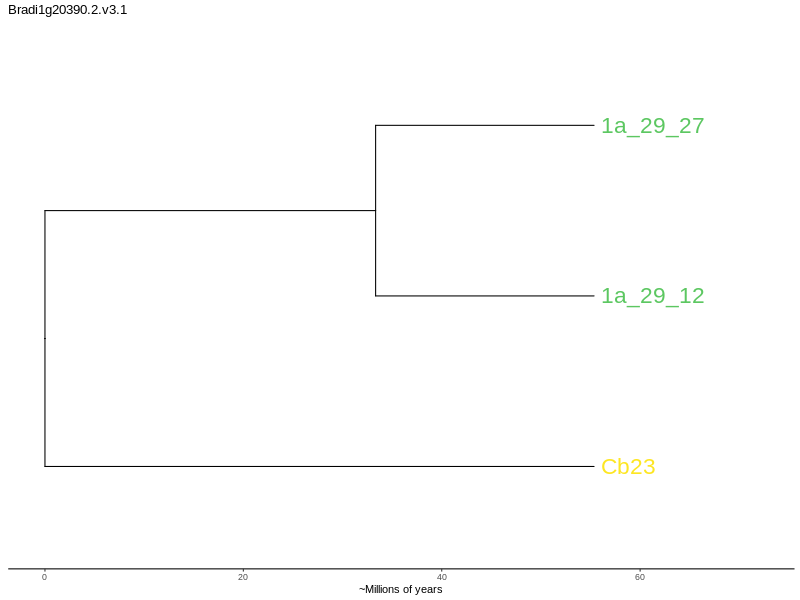 Bradi1g20390.2.v3.1
1a_29_27
1a_29_12
Cb23
0
20
40
60
~Millions of years